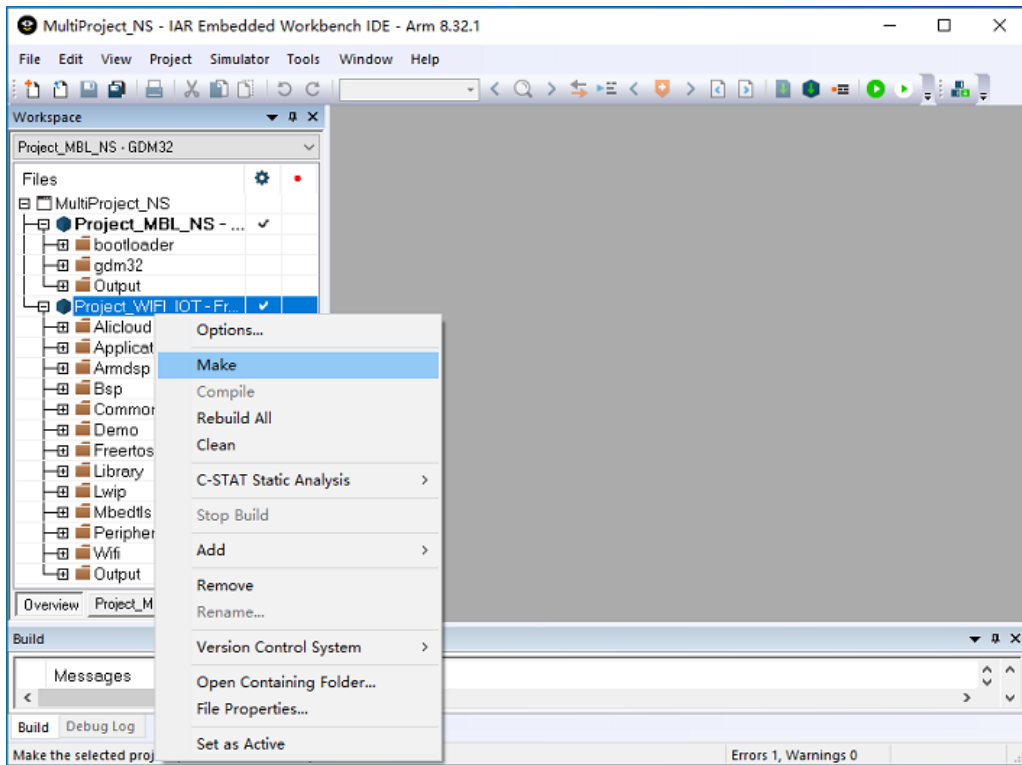 MultiProject_NS - IAR Embedded Workbench IDE - Arm 8.32.1
File Edit View Project Simulator Tools Window Help
Workspace
Project_MBL_NS - GDM32
Files
MultiProject_NS
Project_MBL_NS - ...
bootloader
gdm32
Output
Project_WIFI_IOT - Fr...
Alicloud
Applicat
Armdsp
Bsp
Common
Demo
Freertos
Library
Lwip
Mbedtls
Peripher
Wifi
Output
Overview Project_M
Options...
Make
Compile
Rebuild All
Clean
C-STAT Static Analysis
Stop Build
Add
Remove
Rename...
Version Control System
Open Containing Folder...
File Properties...
Set as Active
Build
Messages
Build Debug Log
Make the selected proj
Errors 1, Warnings 0